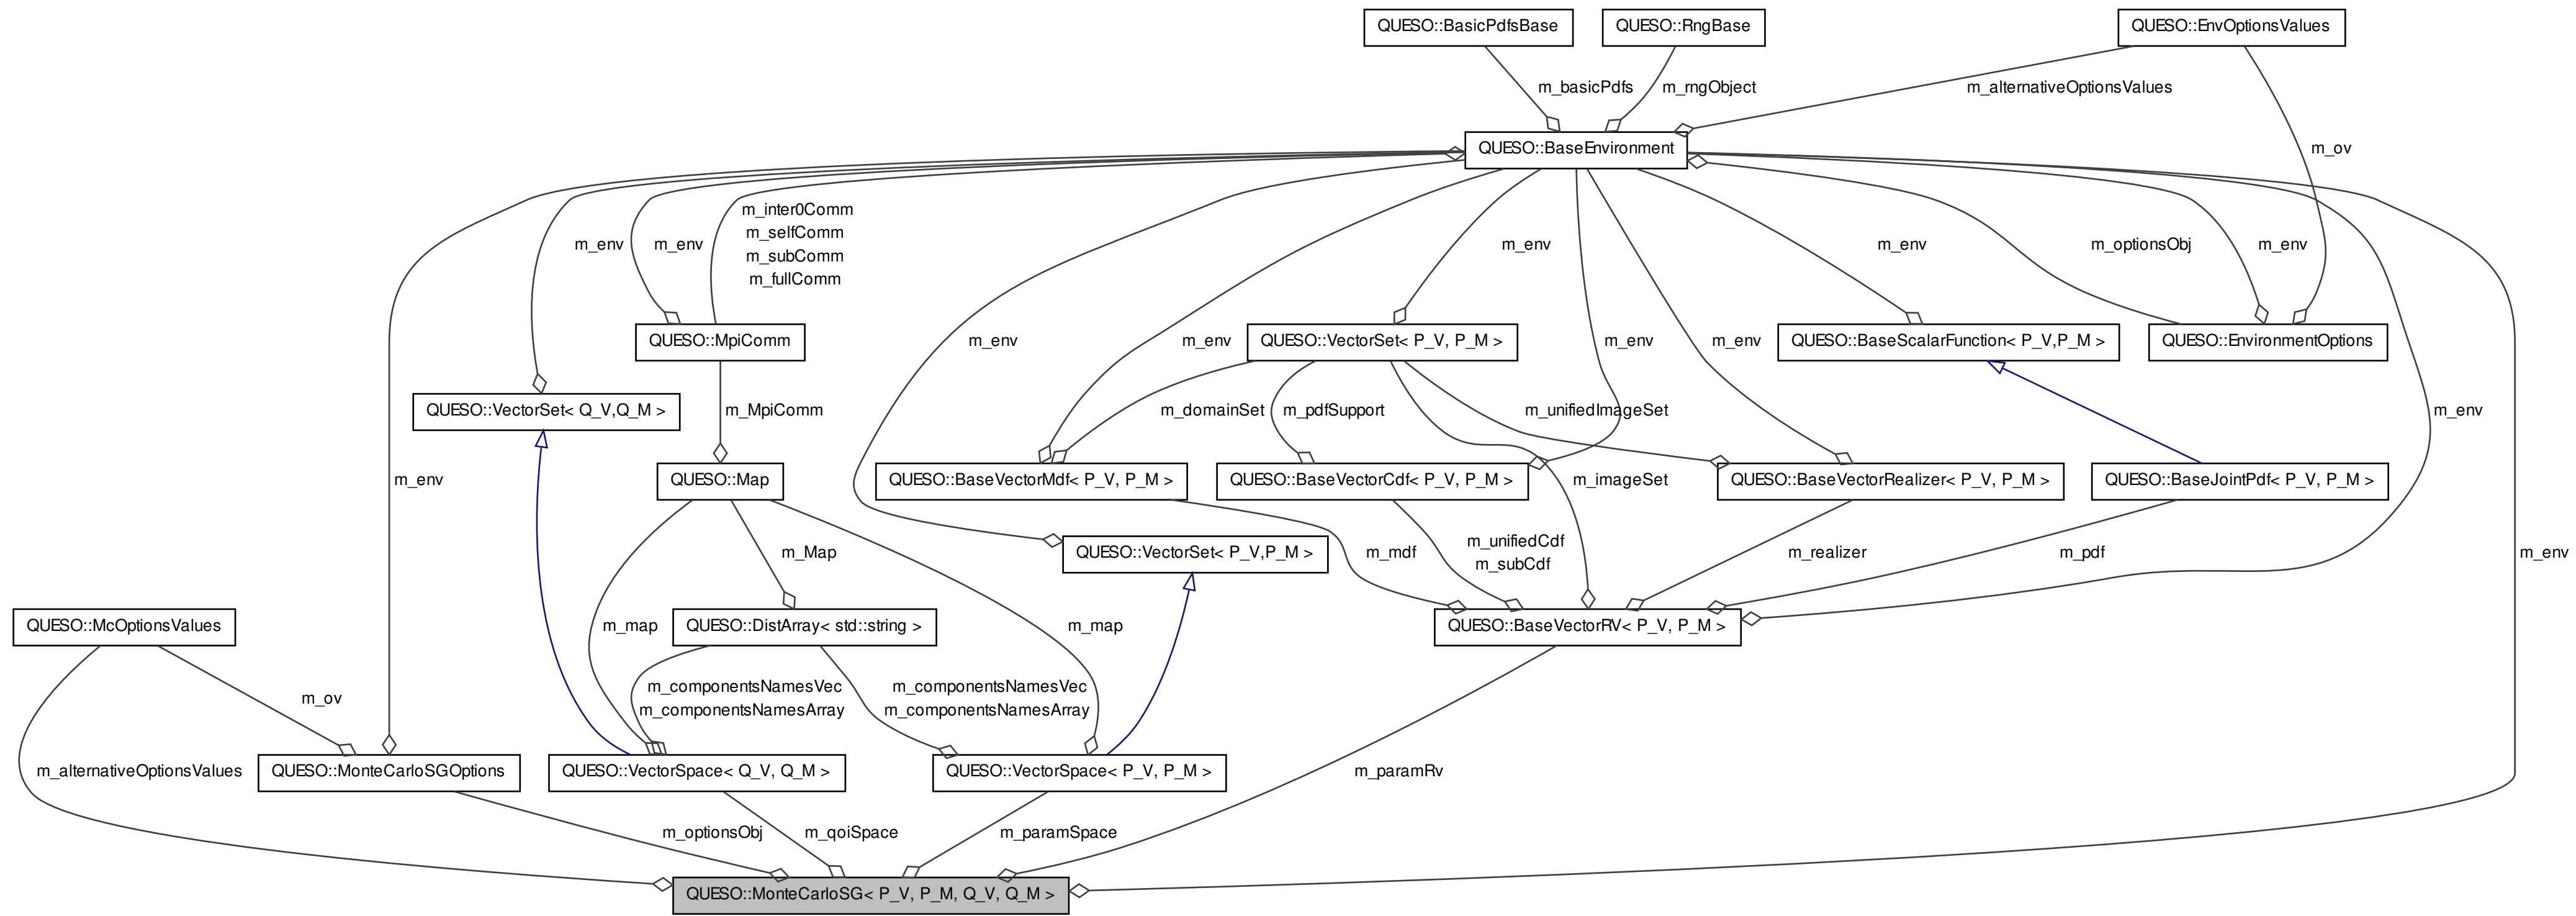 QUESO::BasicPdfsBase
QUESO::RngBase
QUESO::EnvOptionsValues
m_basicPdfs
m_rngObject
m_alternativeOptionsValues
QUESO::BaseEnvironment
m_ov
m_inter0Comm
m_selfComm
m_subComm
m_fullComm
m_env
m_env
m_env
m_env
m_optionsObj
m_env
QUESO::MpiComm
m_env
m_env
QUESO::VectorSet< P_V, P_M >
m_env
m_env
QUESO::BaseScalarFunction< P_V,P_M >
QUESO::EnvironmentOptions
QUESO::VectorSet< Q_V,Q_M >
m_MpiComm
m_domainSet
m_pdfSupport
m_unifiedImageSet
m_env
m_env
QUESO::Map
QUESO::BaseVectorMdf< P_V, P_M >
QUESO::BaseVectorCdf< P_V, P_M >
m_imageSet
QUESO::BaseVectorRealizer< P_V, P_M >
QUESO::BaseJointPdf< P_V, P_M >
m_Map
QUESO::VectorSet< P_V,P_M >
m_mdf
m_unifiedCdf
m_subCdf
m_realizer
m_pdf
m_env
QUESO::McOptionsValues
m_map
QUESO::DistArray< std::string >
m_map
QUESO::BaseVectorRV< P_V, P_M >
m_ov
m_componentsNamesVec
m_componentsNamesArray
m_componentsNamesVec
m_componentsNamesArray
m_alternativeOptionsValues
QUESO::MonteCarloSGOptions
QUESO::VectorSpace< Q_V, Q_M >
QUESO::VectorSpace< P_V, P_M >
m_paramRv
m_optionsObj
m_qoiSpace
m_paramSpace
QUESO::MonteCarloSG< P_V, P_M, Q_V, Q_M >